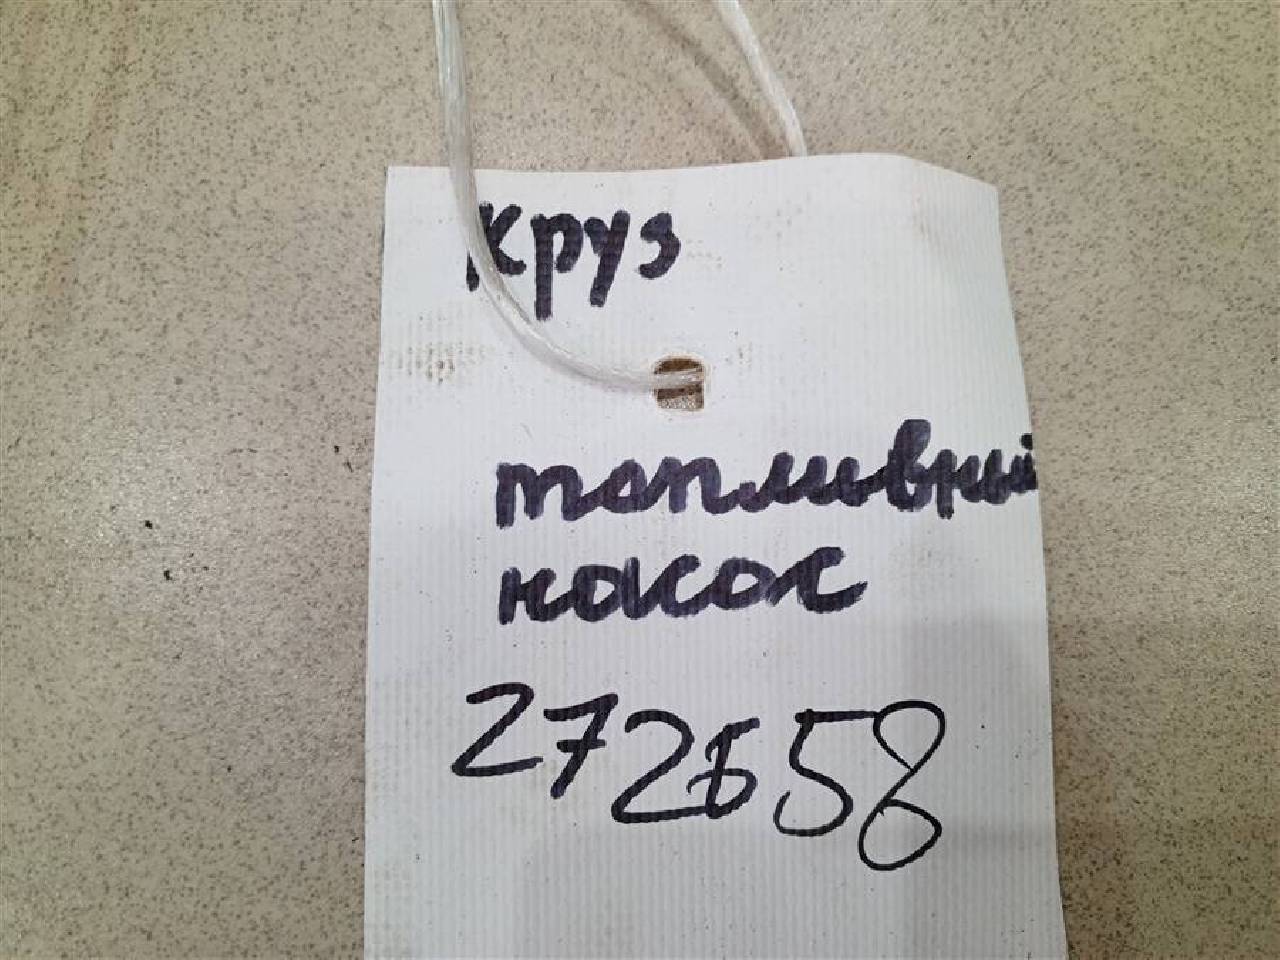 круз
топливный
насос
272658